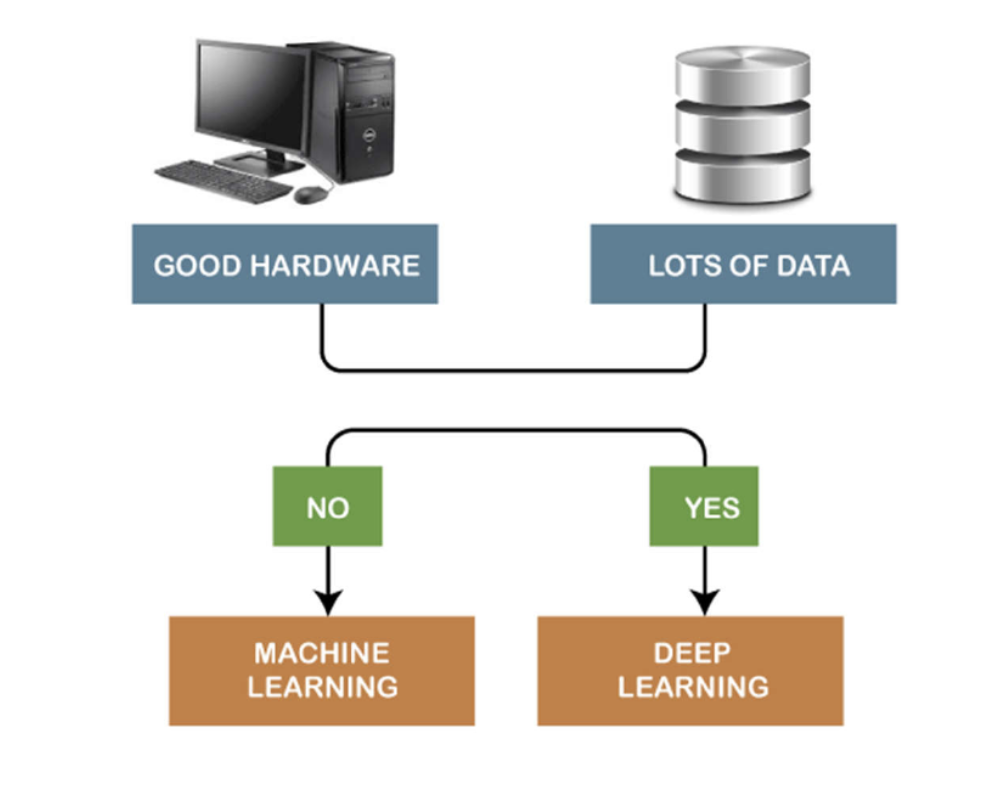 GOOD HARDWARE
LOTS OF DATA
NO
YES
MACHINE
LEARNING
DEEP
LEARNING